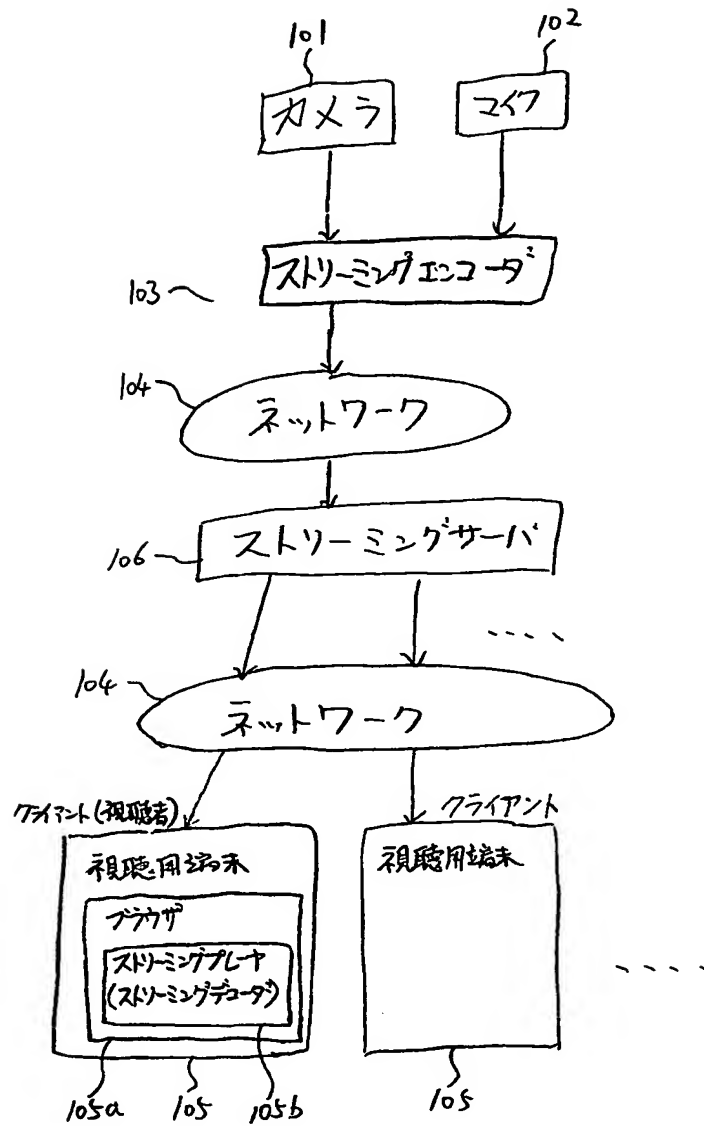 101
102
カメラ
マイク
ストリーミングエンコーダ
103
104
ネットワーク
ストリーミングサーバ
106
104
ネットワーク
クライアント(視聴者)
クライアント
視聴用端末
視聴用端末
ブラウザ
ストリーミングプレーヤ
(ストリーミングデコーダ)
105a
105
105b
105